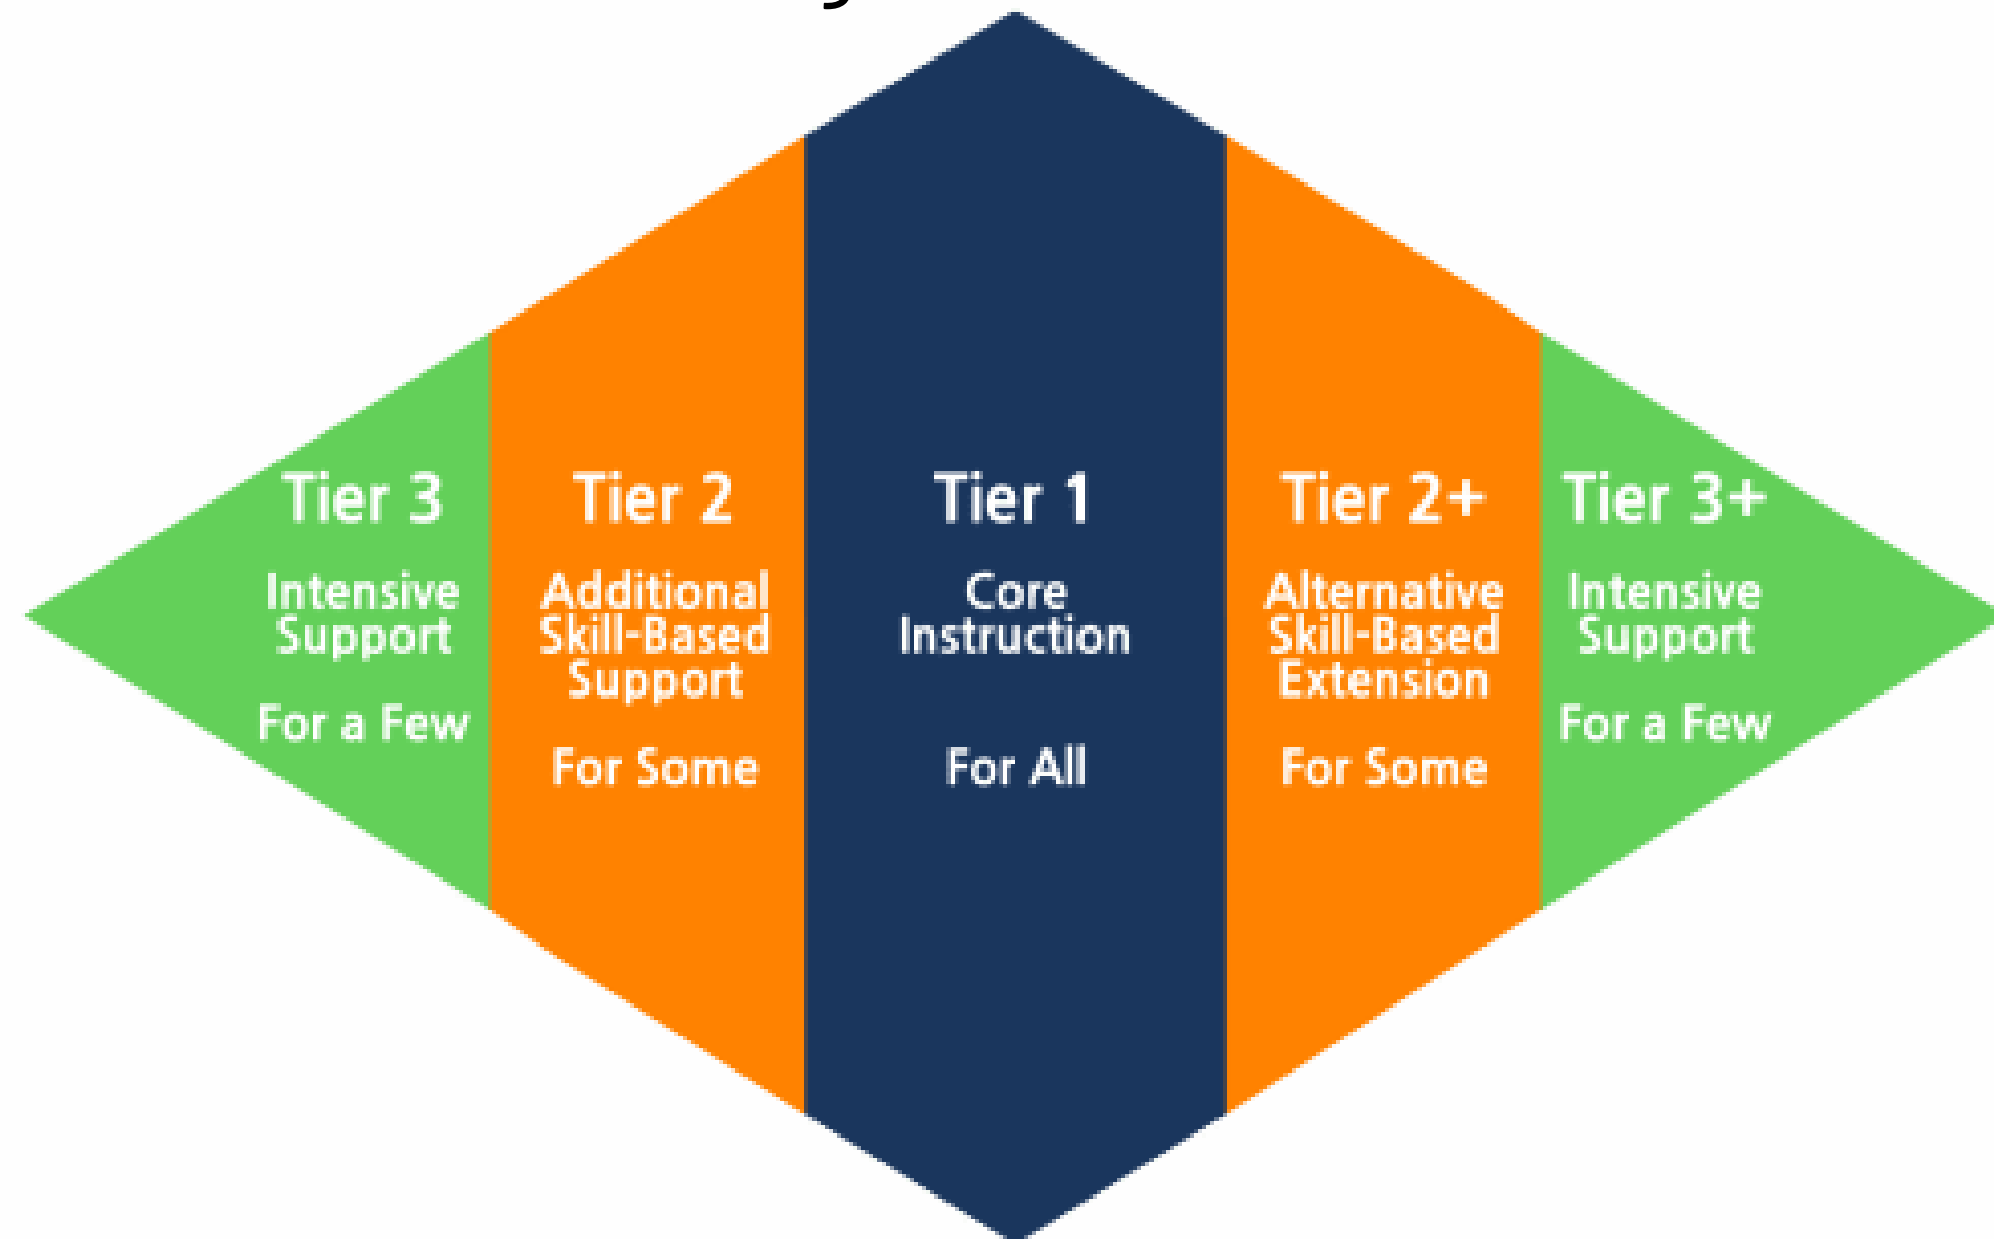 Tier 3
Intensive
Support
For a Few
Tier 2
Additional
Skill-Based
Support
For Some
Tier 1
Core
Instruction
For All
Tier 2+
Alternative
Skill-Based
Extension
For Some
Tier 3+
Intensive
Support
For a Few